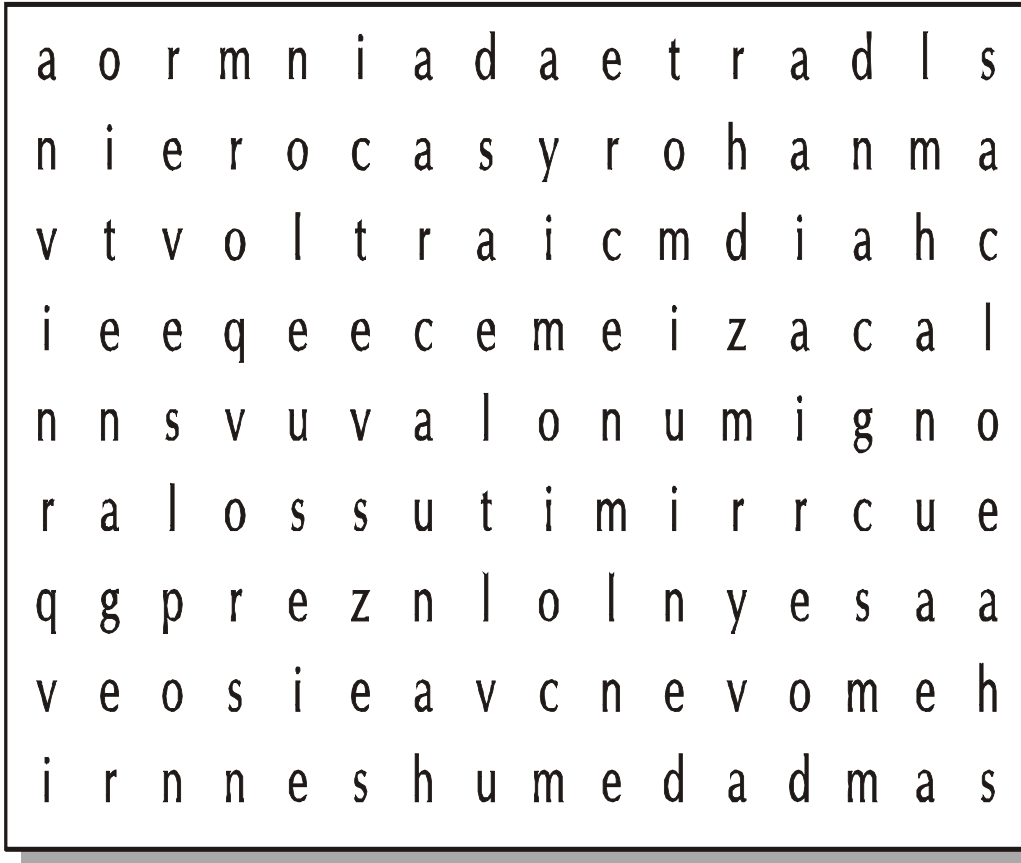 a o r m n i a d a e t r a d l s
n i e r o c a s y r o h a n m a
v t v o l t r a i c m d i a h c
i e e q e e c e m e i z a c a l
n n s v u v a l o n u m i g n o
r a l o s s u t i m i r r c u e
q g p r e z n l o l n y e s a a
v e o s i e a v c n e v o m e h
i r n n e s h u m e d a d m a s